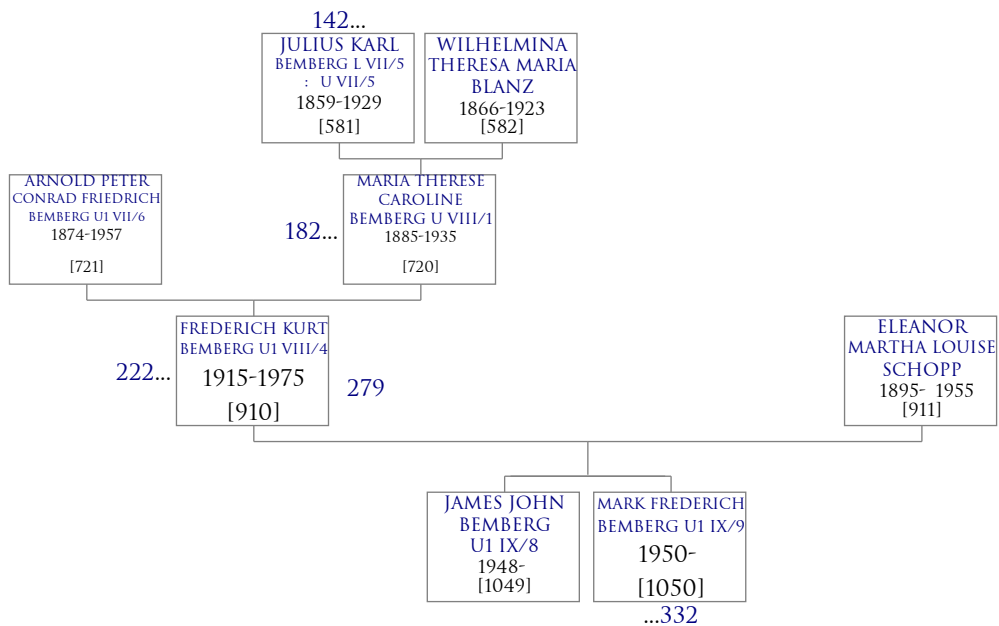 142...
JULIUS KARL
BEMBERG L VII/5
: U VII/5
1859-1929
[581]
WILHELMINA
THERESA MARIA
BLANZ
1866-1923
[582]
ARNOLD PETER
CONRAD FRIEDRICH
BEMBERG U1 VII/6
1874-1957
[721]
182...
MARIA THERESE
CAROLINE
BEMBERG U VIII/1
1885-1935
[720]
222...
FREDERICH KURT
BEMBERG U1 VIII/4
1915-1975
[910]
279
ELEANOR
MARTHA LOUISE
SCHOPP
1895- 1955
[911]
JAMES JOHN
BEMBERG
U1 IX/8
1948-
[1049]
MARK FREDERICH
BEMBERG U1 IX/9
1950-
[1050]
...332